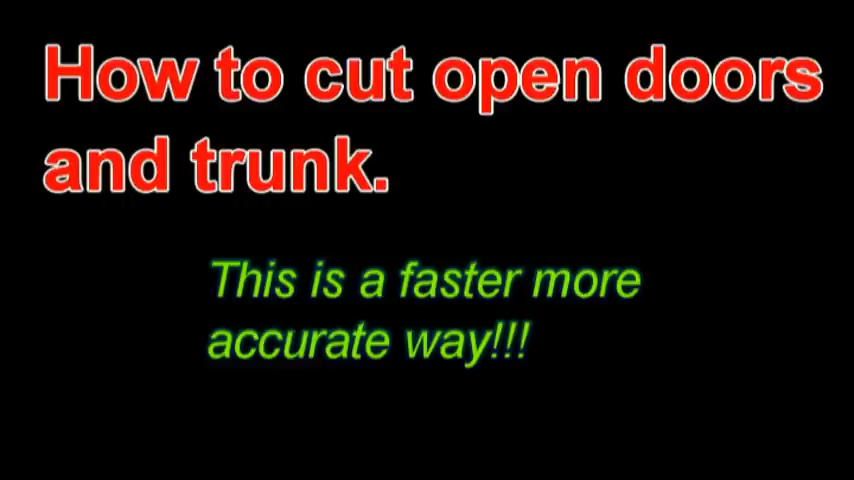 How to cut open doors
and trunk.
This is a faster more
accurate way!!!